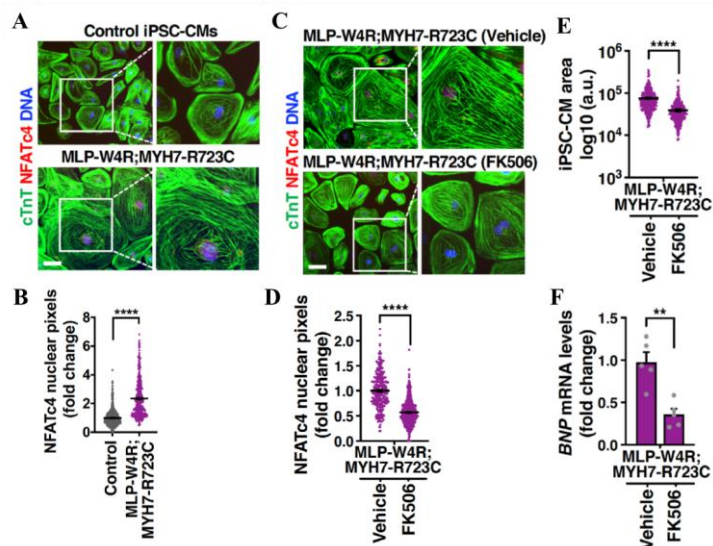 A
Control iPSC-CMs
cTnT NFATc4 DNA
MLP-W4R;MYH7-R723C
B
NFATc4 nuclear pixels
(fold change)
8
6
4
2
0
****
Control
MLP-W4R;
MYH7-R723C
C
MLP-W4R;MYH7-R723C (Vehicle)
cTnT NFATc4 DNA
MLP-W4R;MYH7-R723C (FK506)
D
NFATc4 nuclear pixels
(fold change)
2.5
2.0
1.5
1.0
0.5
0.0
****
MLP-W4R;
MYH7-R723C
Vehicle
FK506
E
iPSC-CM area
log10 (a.u.)
10⁶
10⁵
10⁴
10³
****
MLP-W4R;
MYH7-R723C
Vehicle
FK506
F
BNP mRNA levels
(fold change)
1.5
1.0
0.5
0.0
**
MLP-W4R;
MYH7-R723C
Vehicle
FK506